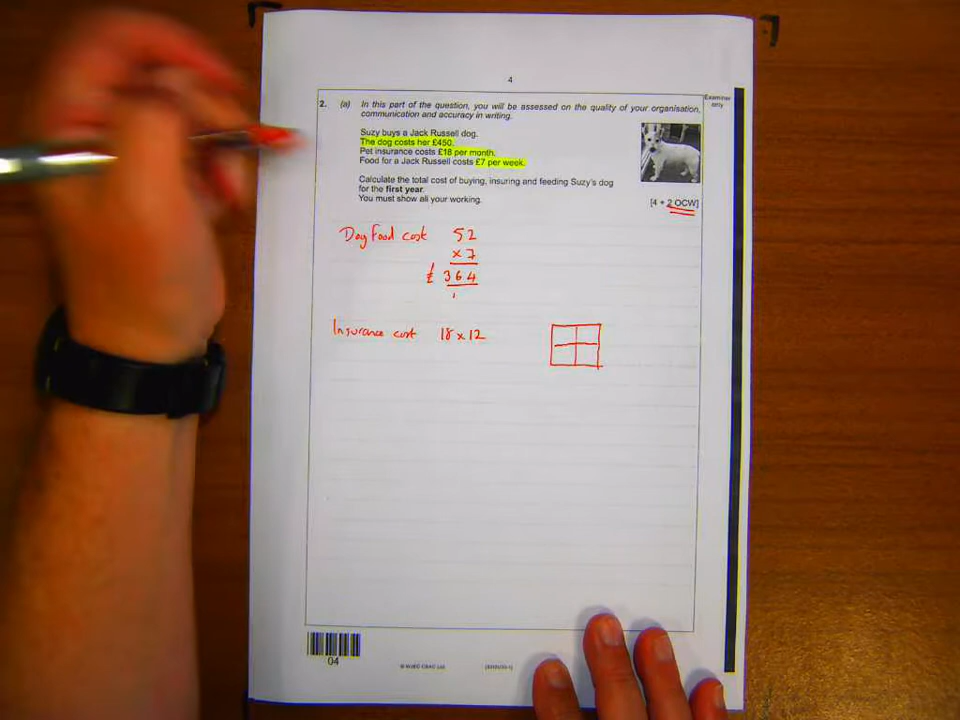 4
Examiner
only
2. (a) In this part of the question, you will be assessed on the quality of your organisation,
communication and accuracy in writing.
Suzy buys a Jack Russell dog.
The dog costs her £450.
Pet insurance costs £18 per month.
Food for a Jack Russell costs £7 per week.
Calculate the total cost of buying, insuring and feeding Suzy's dog
for the first year.
You must show all your working.
[4 + 2 OCW]
Dog Food cost 52
x 7
£ 364
1
Insurance cost 18 x 12
04
© WJEC CBAC Ltd.